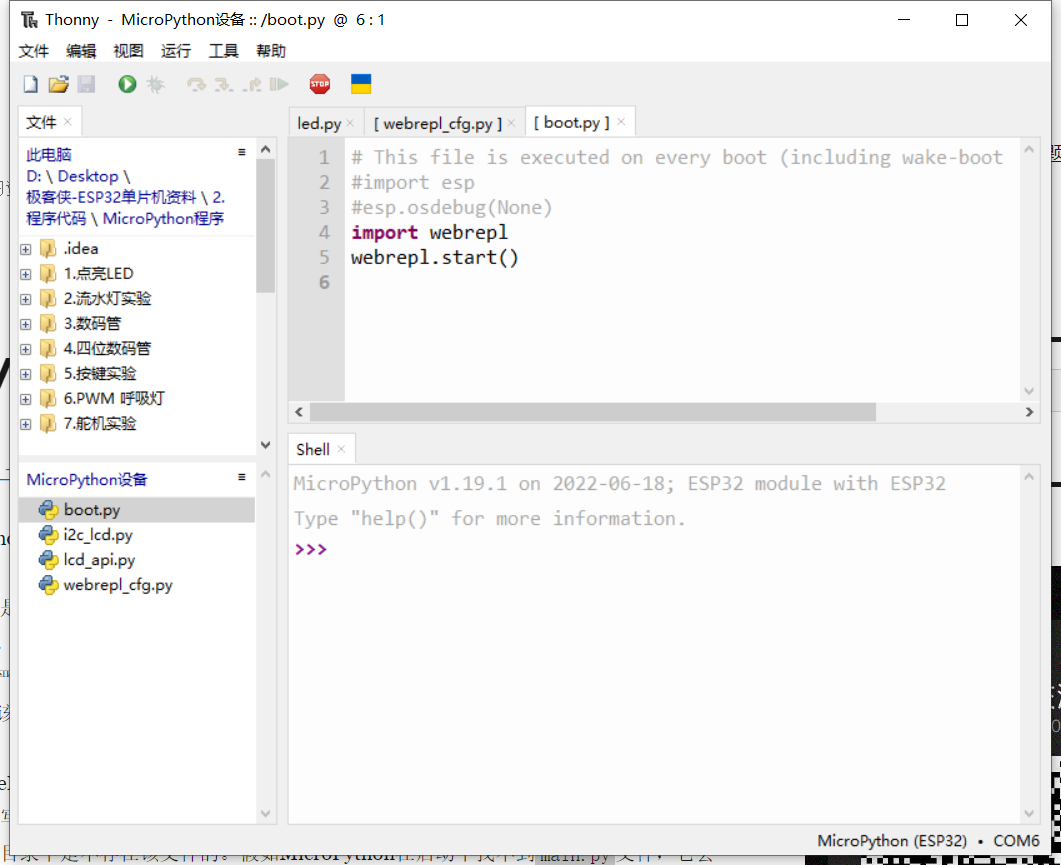 Thonny - MicroPython设备 :: /boot.py @ 6 : 1
文件 编辑 视图 运行 工具 帮助
STOP
文件
led.py [ webrepl_cfg.py ] [ boot.py ]
此电脑
D: \ Desktop \
极客侠-ESP32单片机资料 \ 2.
程序代码 \ MicroPython程序
.idea
1.点亮LED
2.流水灯实验
3.数码管
4.四位数码管
5.按键实验
6.PWM 呼吸灯
7.舵机实验
1 # This file is executed on every boot (including wake-boot
2 #import esp
3 #esp.osdebug(None)
4 import webrepl
5 webrepl.start()
6
MicroPython设备
boot.py
i2c_lcd.py
lcd_api.py
webrepl_cfg.py
Shell
MicroPython v1.19.1 on 2022-06-18; ESP32 module with ESP32
Type "help()" for more information.
>>>
MicroPython (ESP32) • COM6